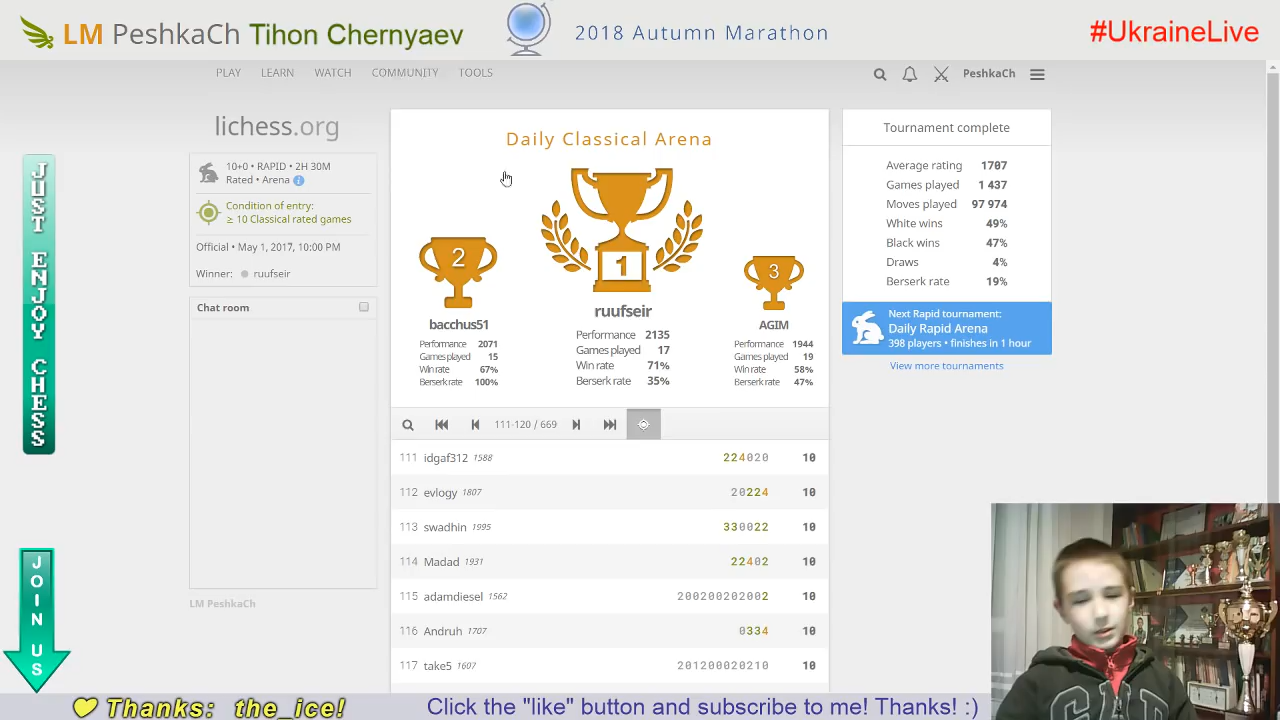 LM PeshkaCh Tihon Chernyaev
2018 Autumn Marathon
#UkraineLive
PLAY LEARN WATCH COMMUNITY TOOLS
PeshkaCh
lichess.org
10+0 • RAPID • 2H 30M
Rated • Arena
Condition of entry:
≥ 10 Classical rated games
Official • May 1, 2017, 10:00 PM
Winner: ruufseir
Chat room
LM PeshkaCh
JUST ENJOY CHESS
JOIN US
Daily Classical Arena
2
1
3
bacchus51
Performance 2071
Games played 15
Win rate 67%
Berserk rate 100%
ruufseir
Performance 2135
Games played 17
Win rate 71%
Berserk rate 35%
AGIM
Performance 1944
Games played 19
Win rate 58%
Berserk rate 47%
111-120 / 669
111 idgaf312 1588 224020 10
112 evlogy 1807 20224 10
113 swadhin 1995 330022 10
114 Madad 1931 22402 10
115 adamdiesel 1562 200200202002 10
116 Andruh 1707 0334 10
117 take5 1607 201200020210 10
Tournament complete
Average rating 1707
Games played 1 437
Moves played 97 974
White wins 49%
Black wins 47%
Draws 4%
Berserk rate 19%
Next Rapid tournament:
Daily Rapid Arena
398 players • finishes in 1 hour
View more tournaments
GAP
Thanks: the_ice!
Click the "like" button and subscribe to me! Thanks! :)